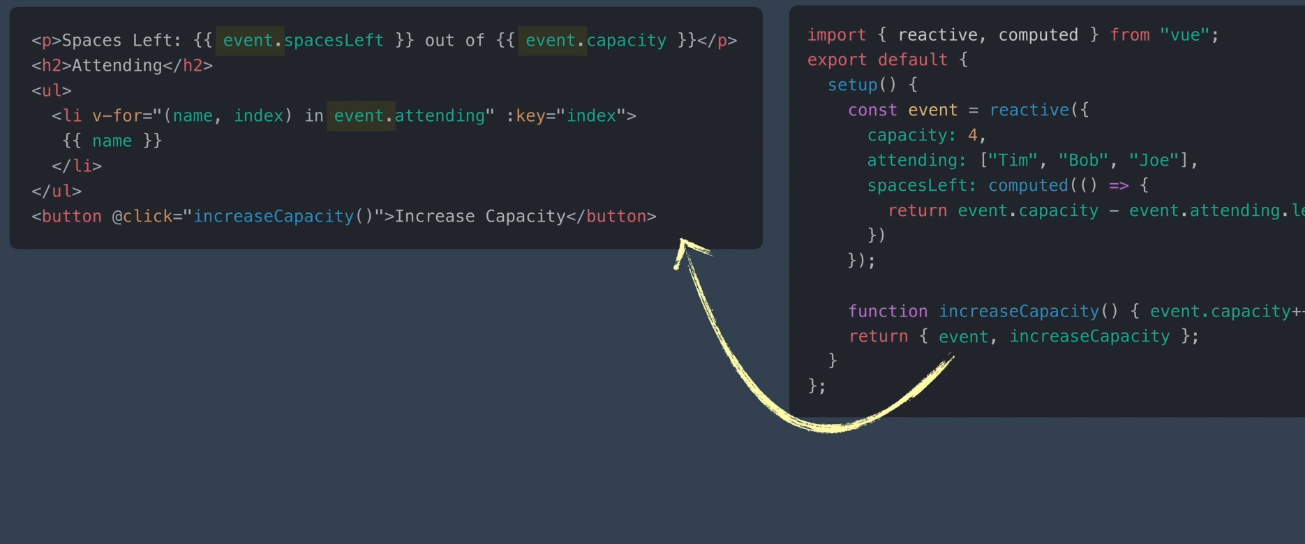 <p>Spaces Left: {{ event.spacesLeft }} out of {{ event.capacity }}</p>
<h2>Attending</h2>
<ul>
  <li v-for="(name, index) in event.attending" :key="index">
   {{ name }}
  </li>
</ul>
<button @click="increaseCapacity()">Increase Capacity</button>
import { reactive, computed } from "vue";
export default {
  setup() {
    const event = reactive({
      capacity: 4,
      attending: ["Tim", "Bob", "Joe"],
      spacesLeft: computed(() => {
        return event.capacity - event.attending.le
      })
    });

    function increaseCapacity() { event.capacity++
    return { event, increaseCapacity };
  }
};